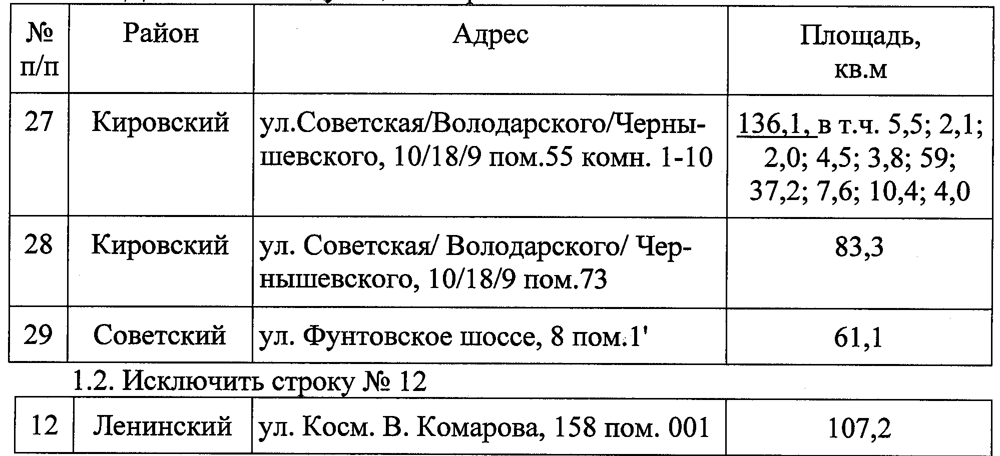 № п/п Район Адрес Площадь, кв.м
27 Кировский ул.Советская/Володарского/Черны-
шевского, 10/18/9 пом.55 комн. 1-10
136,1, в т.ч. 5,5; 2,1;
2,0; 4,5; 3,8; 59;
37,2; 7,6; 10,4; 4,0
28 Кировский ул. Советская/ Володарского/ Чер-
нышевского, 10/18/9 пом.73
83,3
29 Советский ул. Фунтовское шоссе, 8 пом.1' 61,1
1.2. Исключить строку № 12
12 Ленинский ул. Косм. В. Комарова, 158 пом. 001 107,2